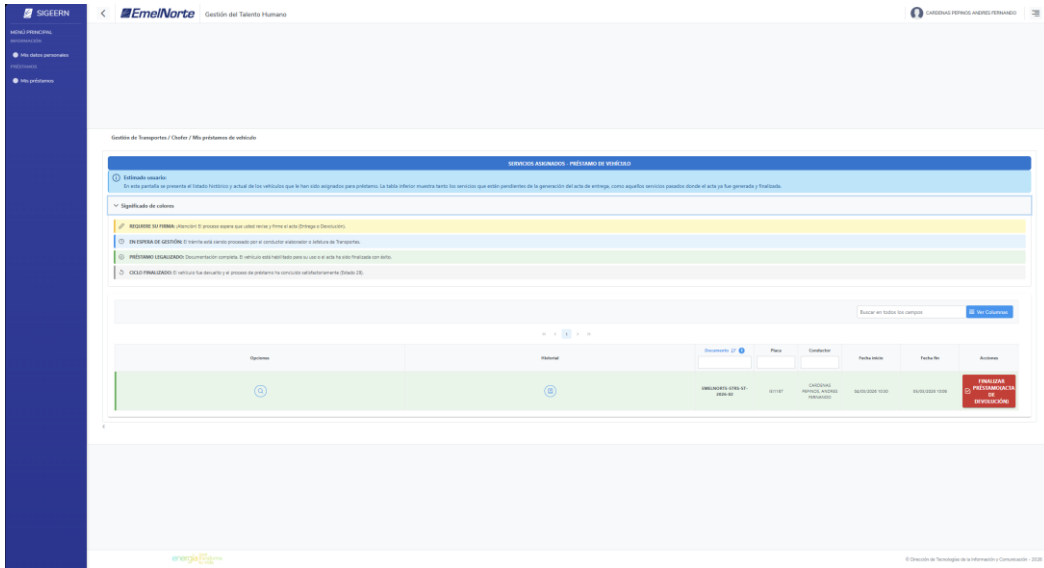 SIGEERN
EmelNorte Gestión del Talento Humano
CARDENAS PEPINOS ANDRES FERNANDO
MENÚ PRINCIPAL
INFORMACIÓN
Mis datos personales
PRÉSTAMOS
Mis préstamos
Gestión de Transportes / Chofer / Mis préstamos de vehículo
SERVICIOS ASIGNADOS - PRÉSTAMO DE VEHÍCULO
Estimado usuario:
En esta pantalla se presenta el listado histórico y actual de los vehículos que le han sido asignados para préstamo. La tabla inferior muestra tanto los servicios que están pendientes de la generación del acta de entrega, como aquellos servicios pasados donde el acta ya fue generada y finalizada.
Significado de colores
REQUIERE SU FIRMA: ¡Atención! El proceso espera que usted revise y firme el acta (Entrega o Devolución).
EN ESPERA DE GESTIÓN: El trámite está siendo procesado por el conductor elaborador o Jefatura de Transportes.
PRÉSTAMO LEGALIZADO: Documentación completa. El vehículo está habilitado para su uso o el acta ha sido finalizada con éxito.
CICLO FINALIZADO: El vehículo fue devuelto y el proceso de préstamo ha concluido satisfactoriamente (Estado 28).
Buscar en todos los campos
Ver Columnas
« ‹ 1 › »
Opciones
Historial
Documento
Placa
Conductor
Fecha Inicio
Fecha fin
Acciones
EMELNORTE-STRS-ST-
2026-02
CARDENAS
PEPINOS, ANDRES
FERNANDO
FINALIZAR
PRÉSTAMO(ACTA
DE
DEVOLUCIÓN)
energía
© Dirección de Tecnologías de la Información y Comunicación - 2026